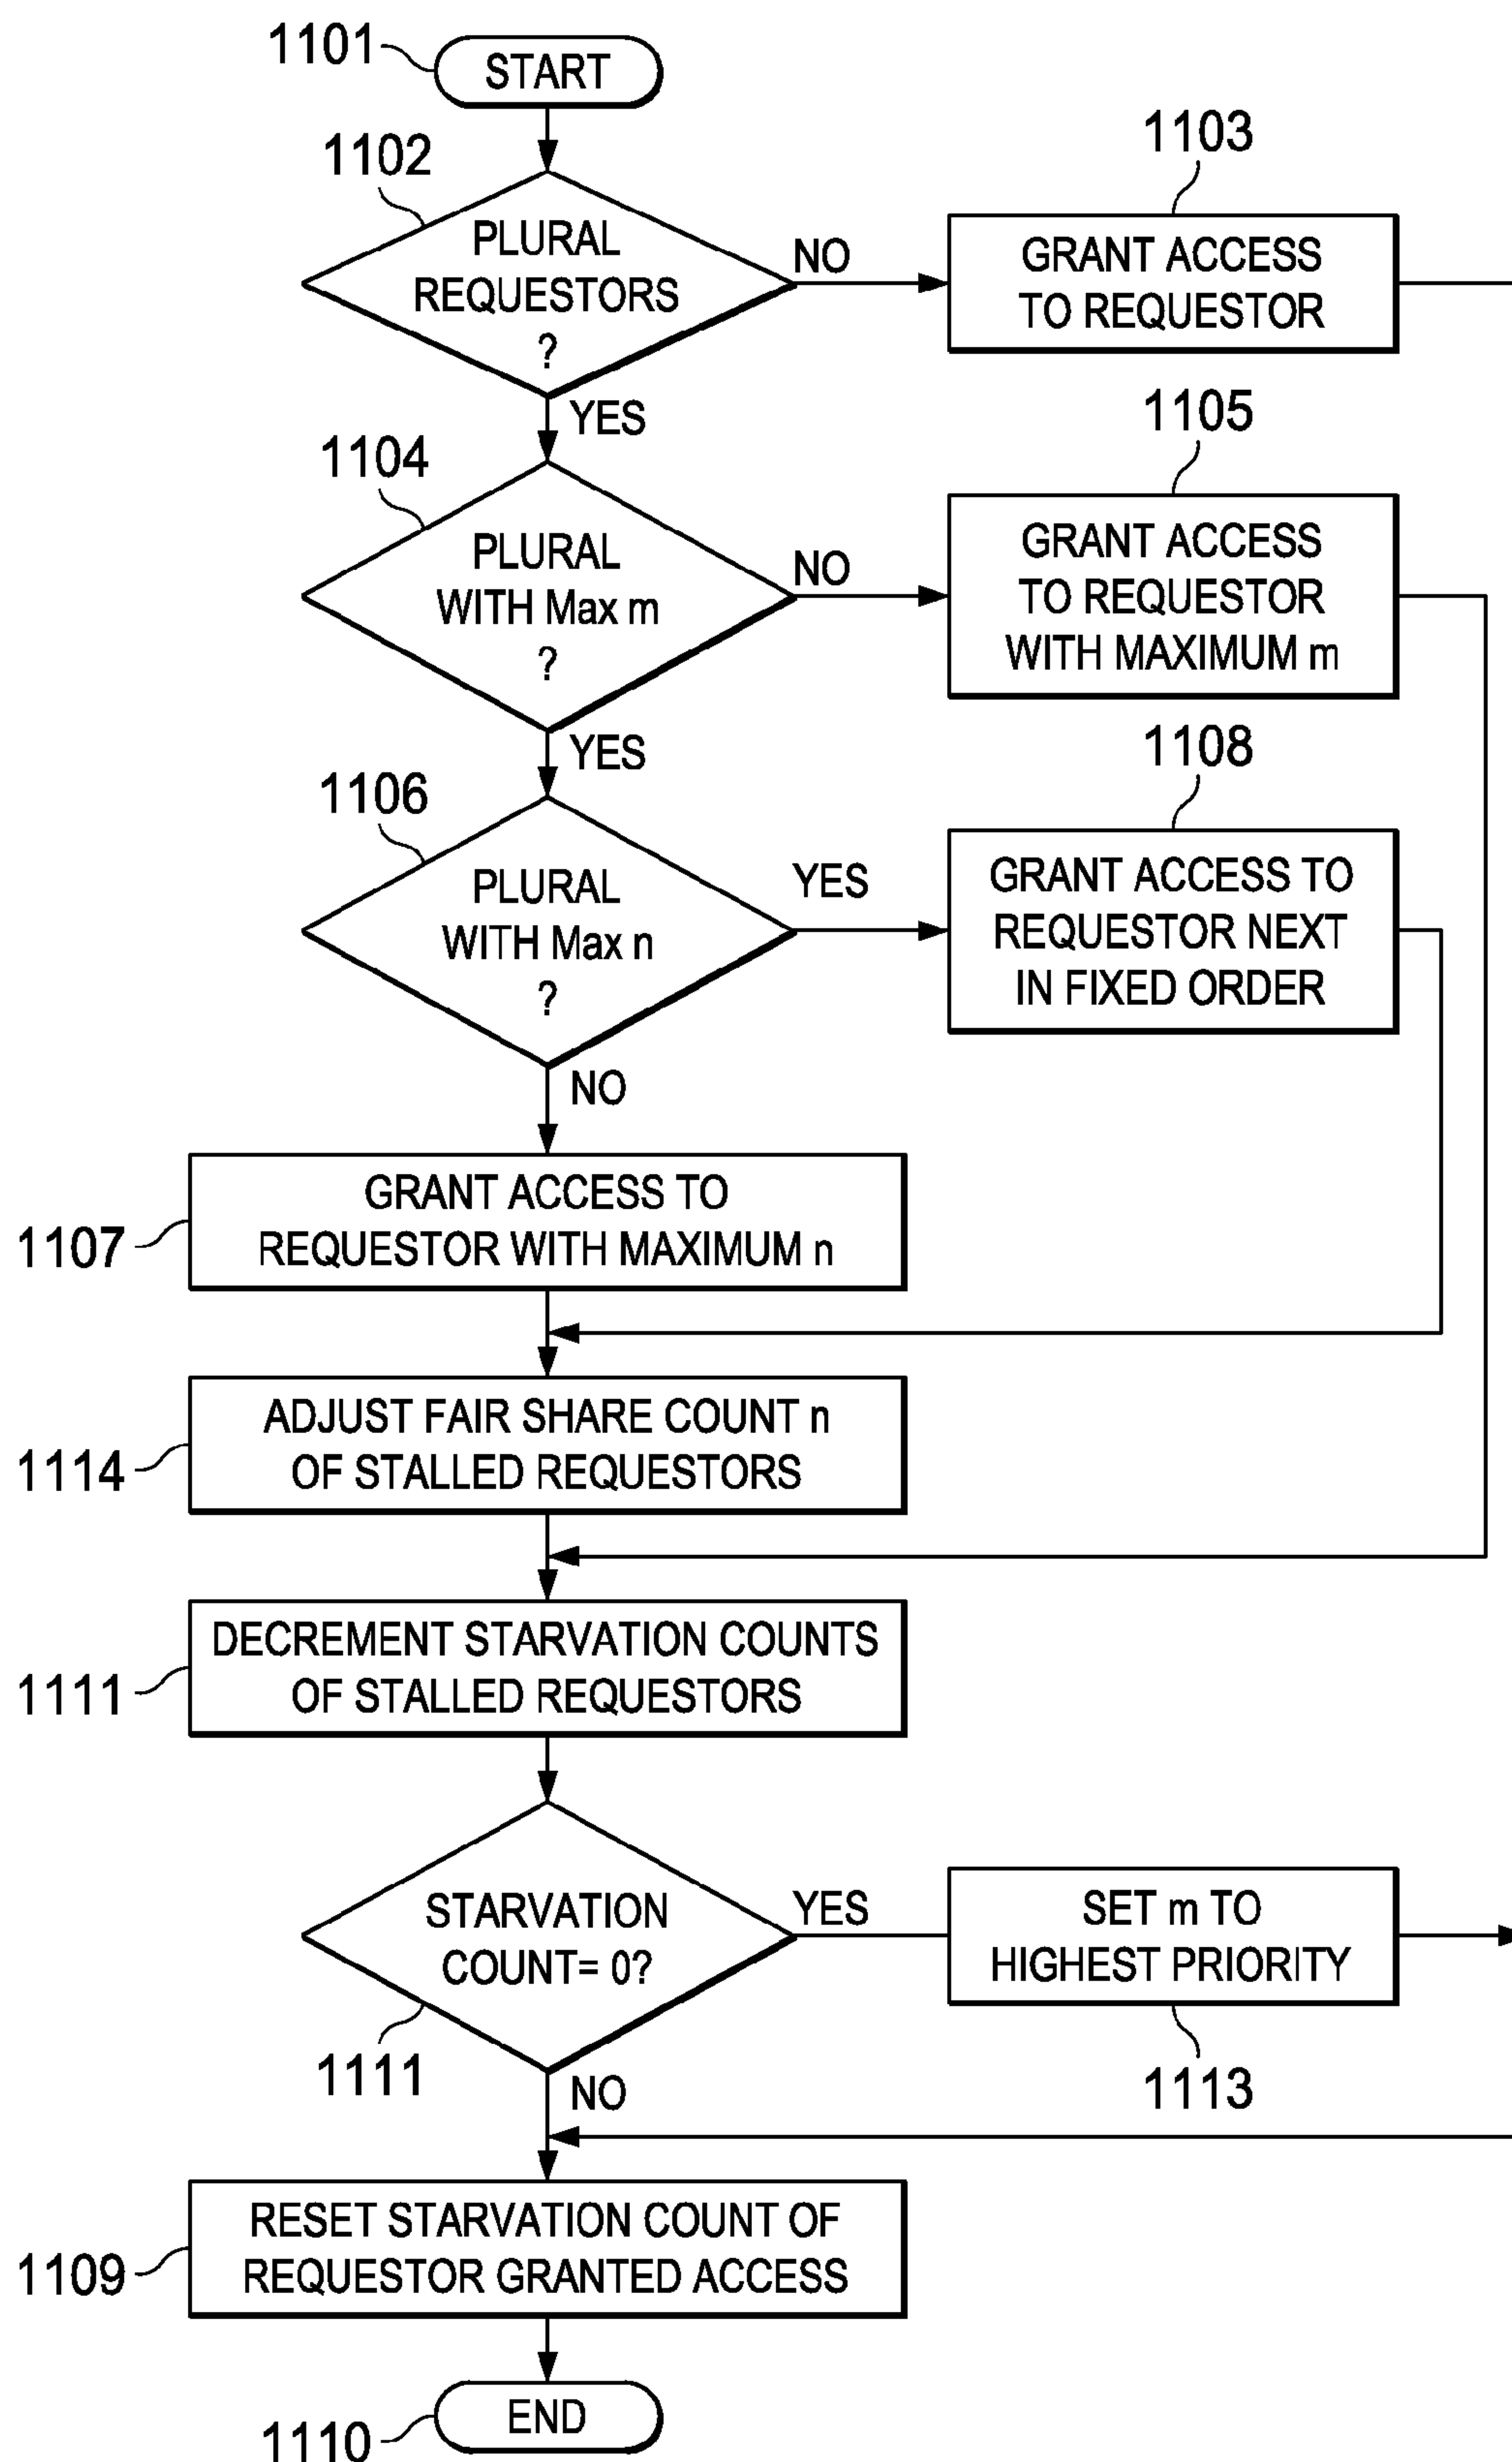 1101
START
1102
PLURAL
REQUESTORS
?
NO
1103
GRANT ACCESS
TO REQUESTOR
YES
1104
PLURAL
WITH Max m
?
NO
1105
GRANT ACCESS
TO REQUESTOR
WITH MAXIMUM m
YES
1106
PLURAL
WITH Max n
?
YES
1108
GRANT ACCESS TO
REQUESTOR NEXT
IN FIXED ORDER
NO
1107
GRANT ACCESS TO
REQUESTOR WITH MAXIMUM n
1114
ADJUST FAIR SHARE COUNT n
OF STALLED REQUESTORS
1111
DECREMENT STARVATION COUNTS
OF STALLED REQUESTORS
STARVATION
COUNT= 0?
1111
YES
SET m TO
HIGHEST PRIORITY
1113
NO
1109
RESET STARVATION COUNT OF
REQUESTOR GRANTED ACCESS
1110
END